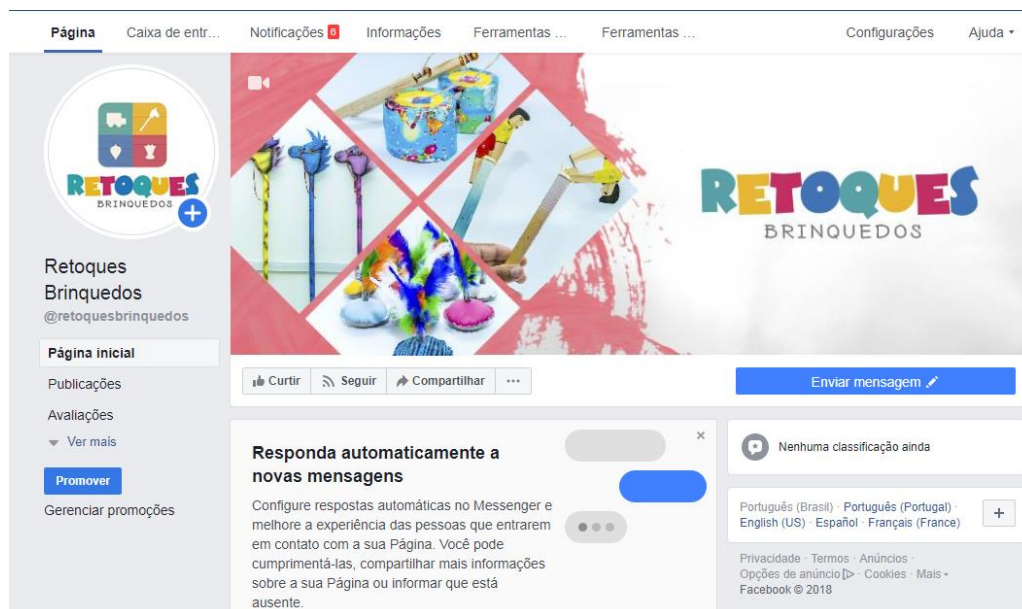 Página Caixa de entr... Notificações 6 Informações Ferramentas ... Ferramentas ... Configurações Ajuda
RETOQUES
BRINQUEDOS
RETOQUES
BRINQUEDOS
Retoques
Brinquedos
@retoquesbrinquedos
Página inicial
Publicações
Avaliações
Ver mais
Promover
Gerenciar promoções
Curtir Seguir Compartilhar ...
Enviar mensagem
Responda automaticamente a
novas mensagens
Configure respostas automáticas no Messenger e
melhore a experiência das pessoas que entrarem
em contato com a sua Página. Você pode
cumprimentá-las, compartilhar mais informações
sobre a sua Página ou informar que está
ausente.
Nenhuma classificação ainda
Português (Brasil) · Português (Portugal) ·
English (US) · Español · Français (France)
Privacidade · Termos · Anúncios ·
Opções de anúncio · Cookies · Mais
Facebook © 2018